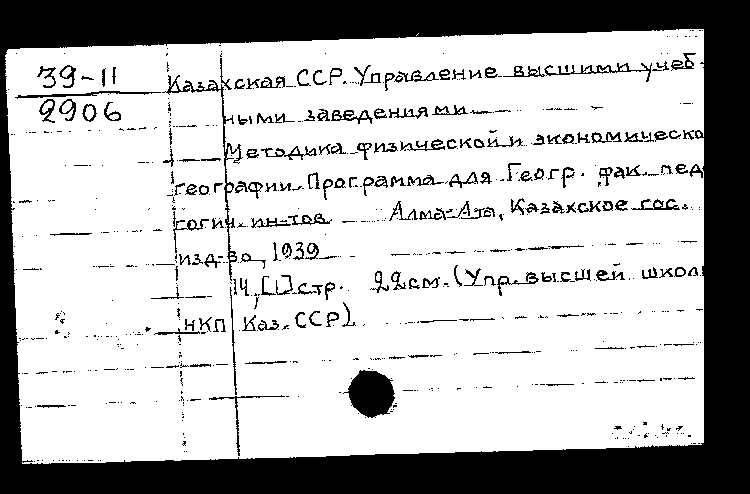 39-11
2906
Казахская ССР. Управление высшими учеб-
ными заведениями
Методика физической и экономическо
географии. Программа для Геогр. фак. пед
гогич. ин-тов Алма-Ата, Казахское гос.
изд-во, 1939
14, [1] стр. 22 см. (Упр. высшей школ
НКП Каз. ССР)